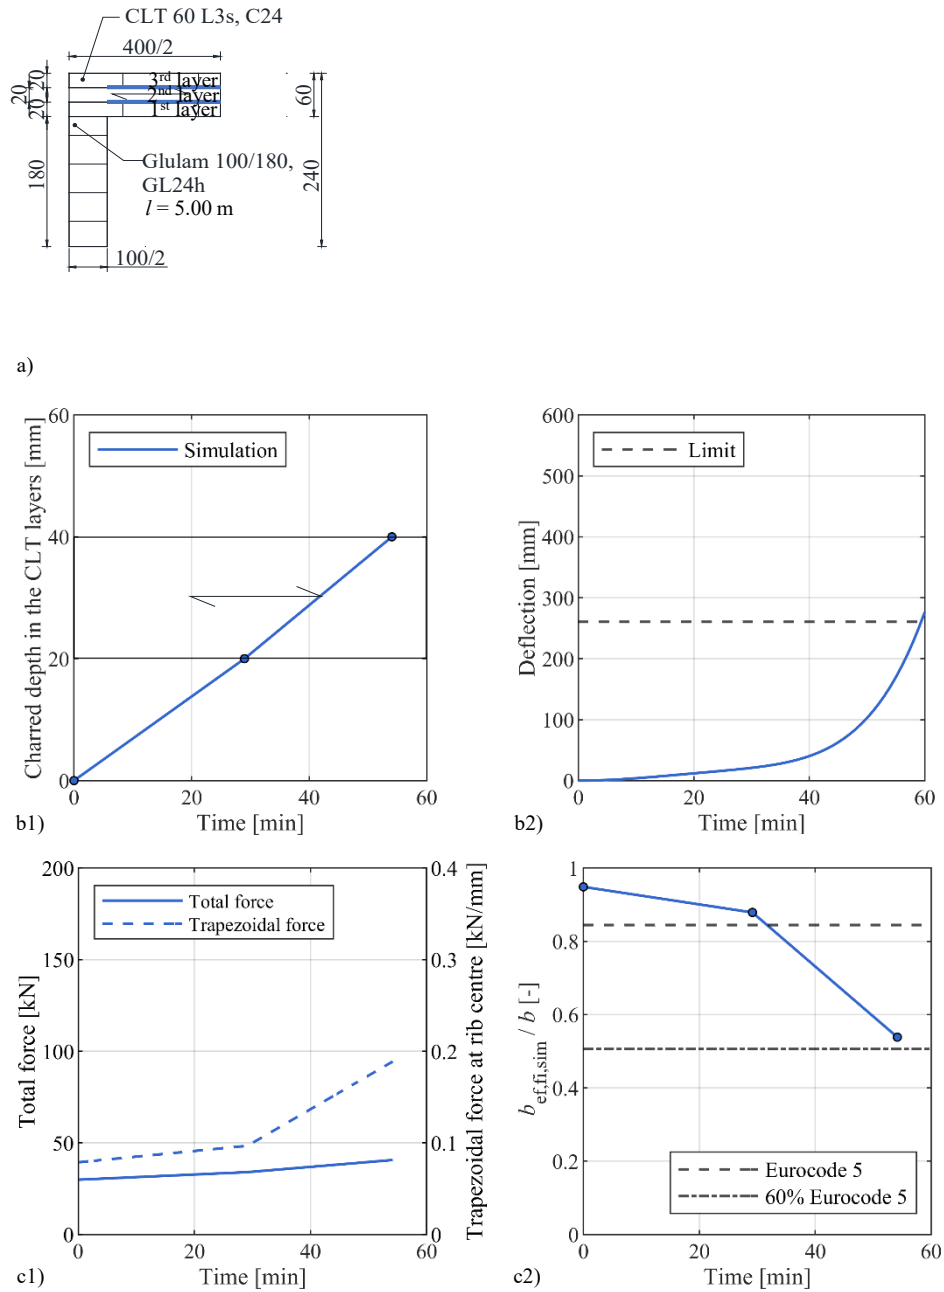 CLT 60 L3s, C24
400/2
20
20
20
3rd layer
2nd layer
1st layer
60
180
240
Glulam 100/180,
GL24h
l = 5.00 m
100/2
a)
Charred depth in the CLT layers [mm]
60
40
20
0
Simulation
0 20 40 60
Time [min]
b1)
Deflection [mm]
600
500
400
300
200
100
0
Limit
0 20 40 60
Time [min]
b2)
Total force [kN]
200
150
100
50
0
Total force
Trapezoidal force
0.4
0.3
0.2
0.1
0
Trapezoidal force at rib centre [kN/mm]
0 20 40 60
Time [min]
c1)
bef,fi,sim / b [-]
1
0.8
0.6
0.4
0.2
0
Eurocode 5
60% Eurocode 5
0 20 40 60
Time [min]
c2)